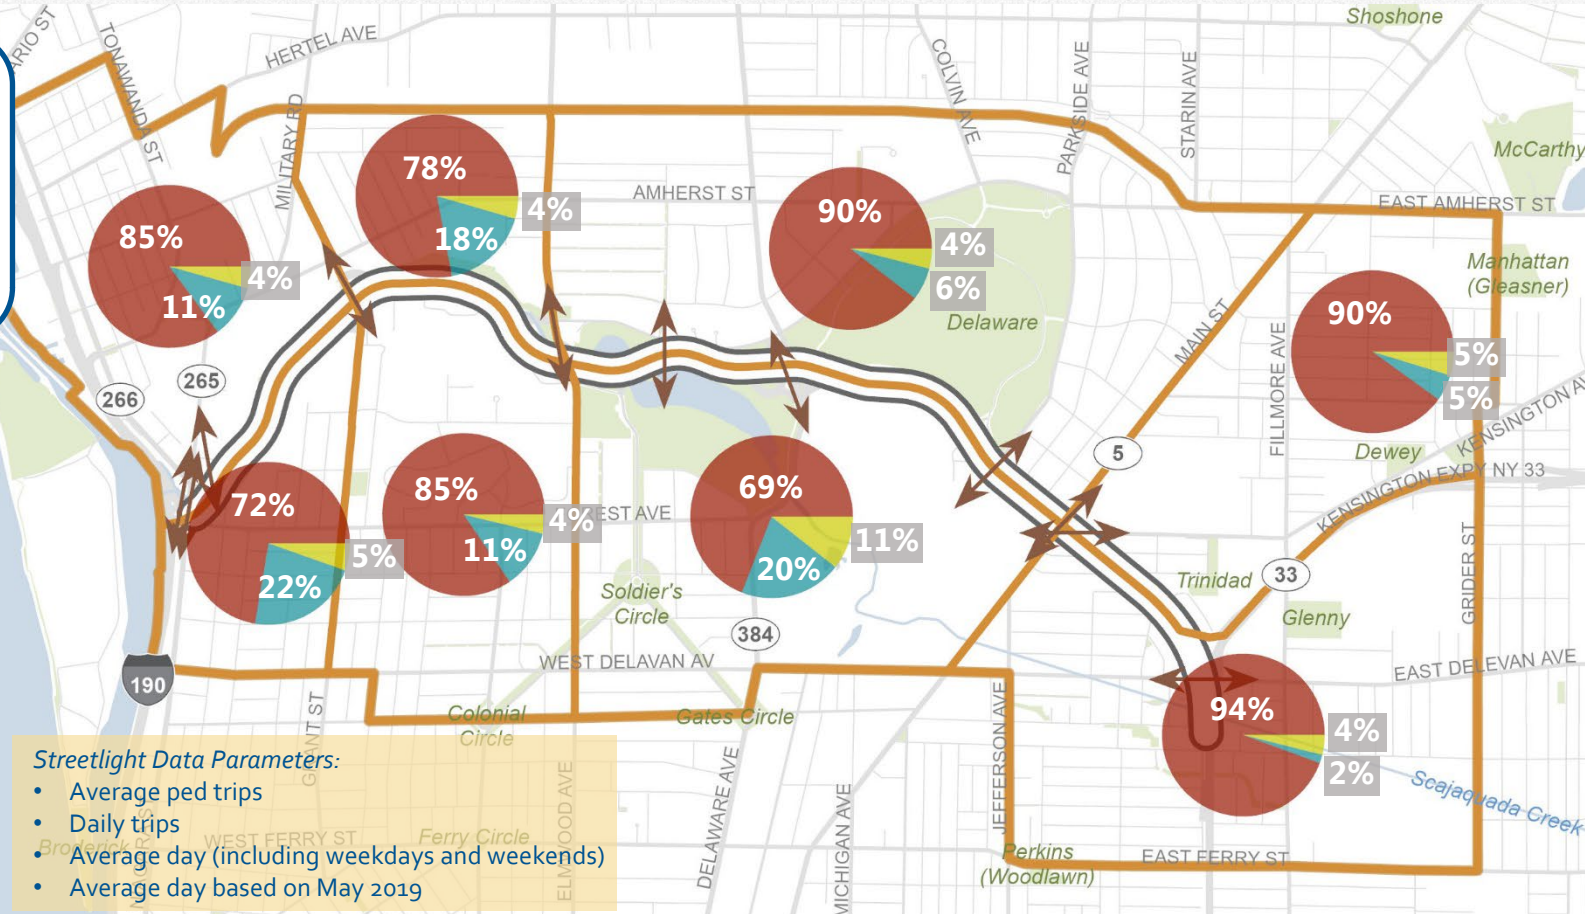 Shoshone
TONAWANDA ST
HERTEL AVE
COLVIN AVE
PARKSIDE AVE
STARIN AVE
MILITARY RD
McCarthy
78%
4%
18%
AMHERST ST
90%
4%
6%
EAST AMHERST ST
85%
4%
11%
Manhattan
(Gleasner)
Delaware
MAIN ST
FILLMORE AVE
90%
5%
5%
265
266
Dewey
KENSINGTON AV
5
KENSINGTON EXPY NY 33
72%
5%
22%
85%
4%
11%
69%
11%
20%
EST AVE
Soldier's
Circle
Trinidad
33
Glenny
GRIDER ST
384
WEST DELAVAN AV
EAST DELEVAN AVE
190
GRANT ST
Colonial
Circle
Gates Circle
JEFFERSON AVE
94%
4%
2%
Scajaquada Creek
DELAWARE AVE
MICHIGAN AVE
ELMWOOD AVE
Streetlight Data Parameters:
• Average ped trips
• Daily trips
• Average day (including weekdays and weekends)
• Average day based on May 2019
WEST FERRY ST
Ferry Circle
Broderick
Perkins
(Woodlawn)
EAST FERRY ST